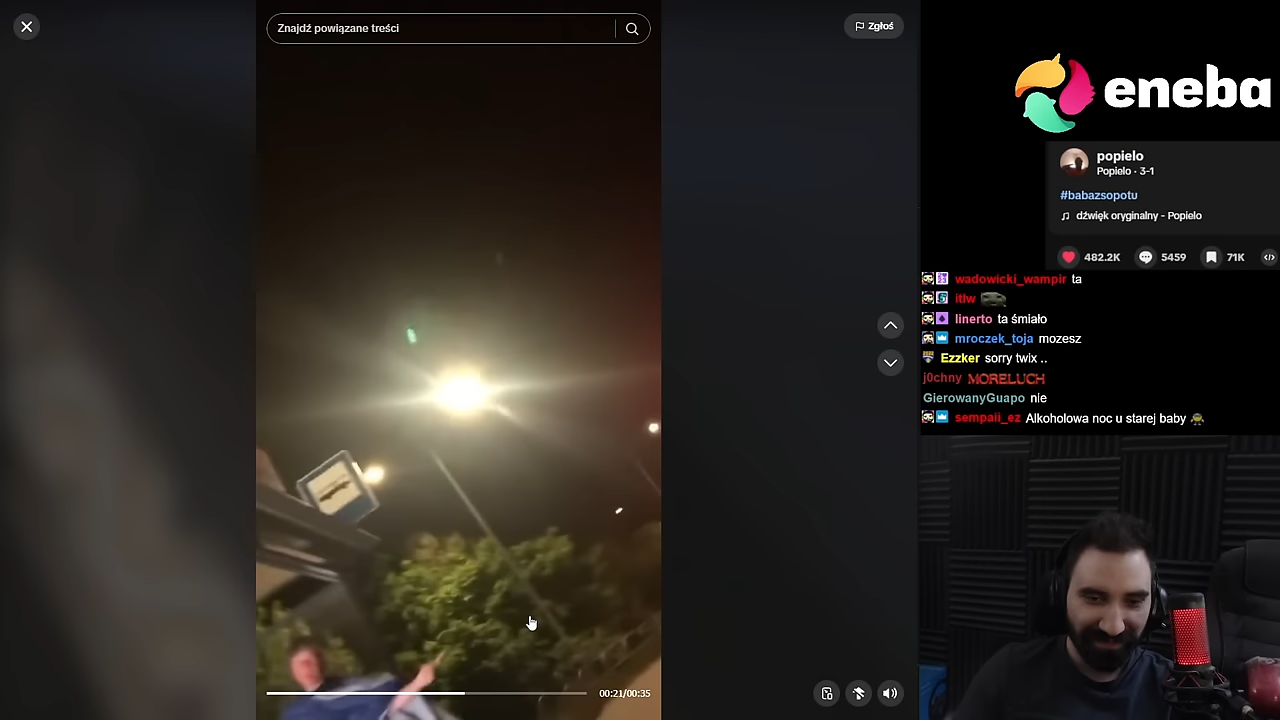 Znajdź powiązane treści
Zgłoś
eneba
popielo
Popielo · 3-1
#babazsopotu
dźwięk oryginalny - Popielo
482.2K 5459 71K
wadowicki_wampir ta
itlw
linerto ta śmiało
mroczek_toja mozesz
Ezzker sorry twix ..
j0chny MORELUCH
GierowanyGuapo nie
sempaii_ez Alkoholowa noc u starej baby
00:21/00:35